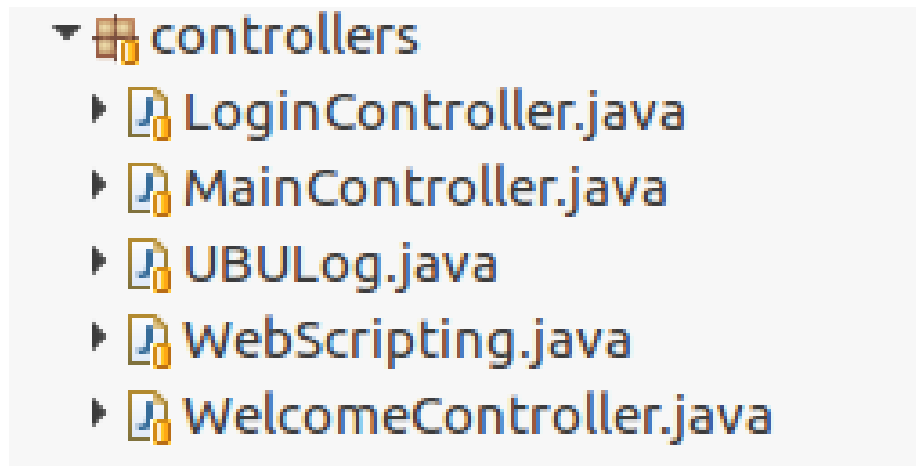 controllers
LoginController.java
MainController.java
UBULog.java
WebScripting.java
WelcomeController.java